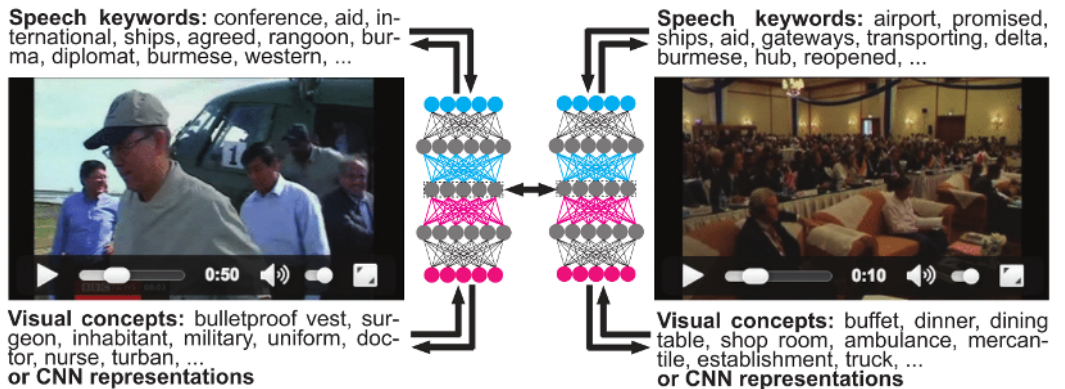 Speech keywords: conference, aid, in-
ternational, ships, agreed, rangoon, bur-
ma, diplomat, burmese, western, ...
Speech keywords: airport, promised,
ships, aid, gateways, transporting, delta,
burmese, hub, reopened, ...
1
0:50
0:10
Visual concepts: bulletproof vest, sur-
geon, inhabitant, military, uniform, doc-
tor, nurse, turban, ...
or CNN representations
Visual concepts: buffet, dinner, dining
table, shop room, ambulance, mercan-
tile, establishment, truck, ...
or CNN representations